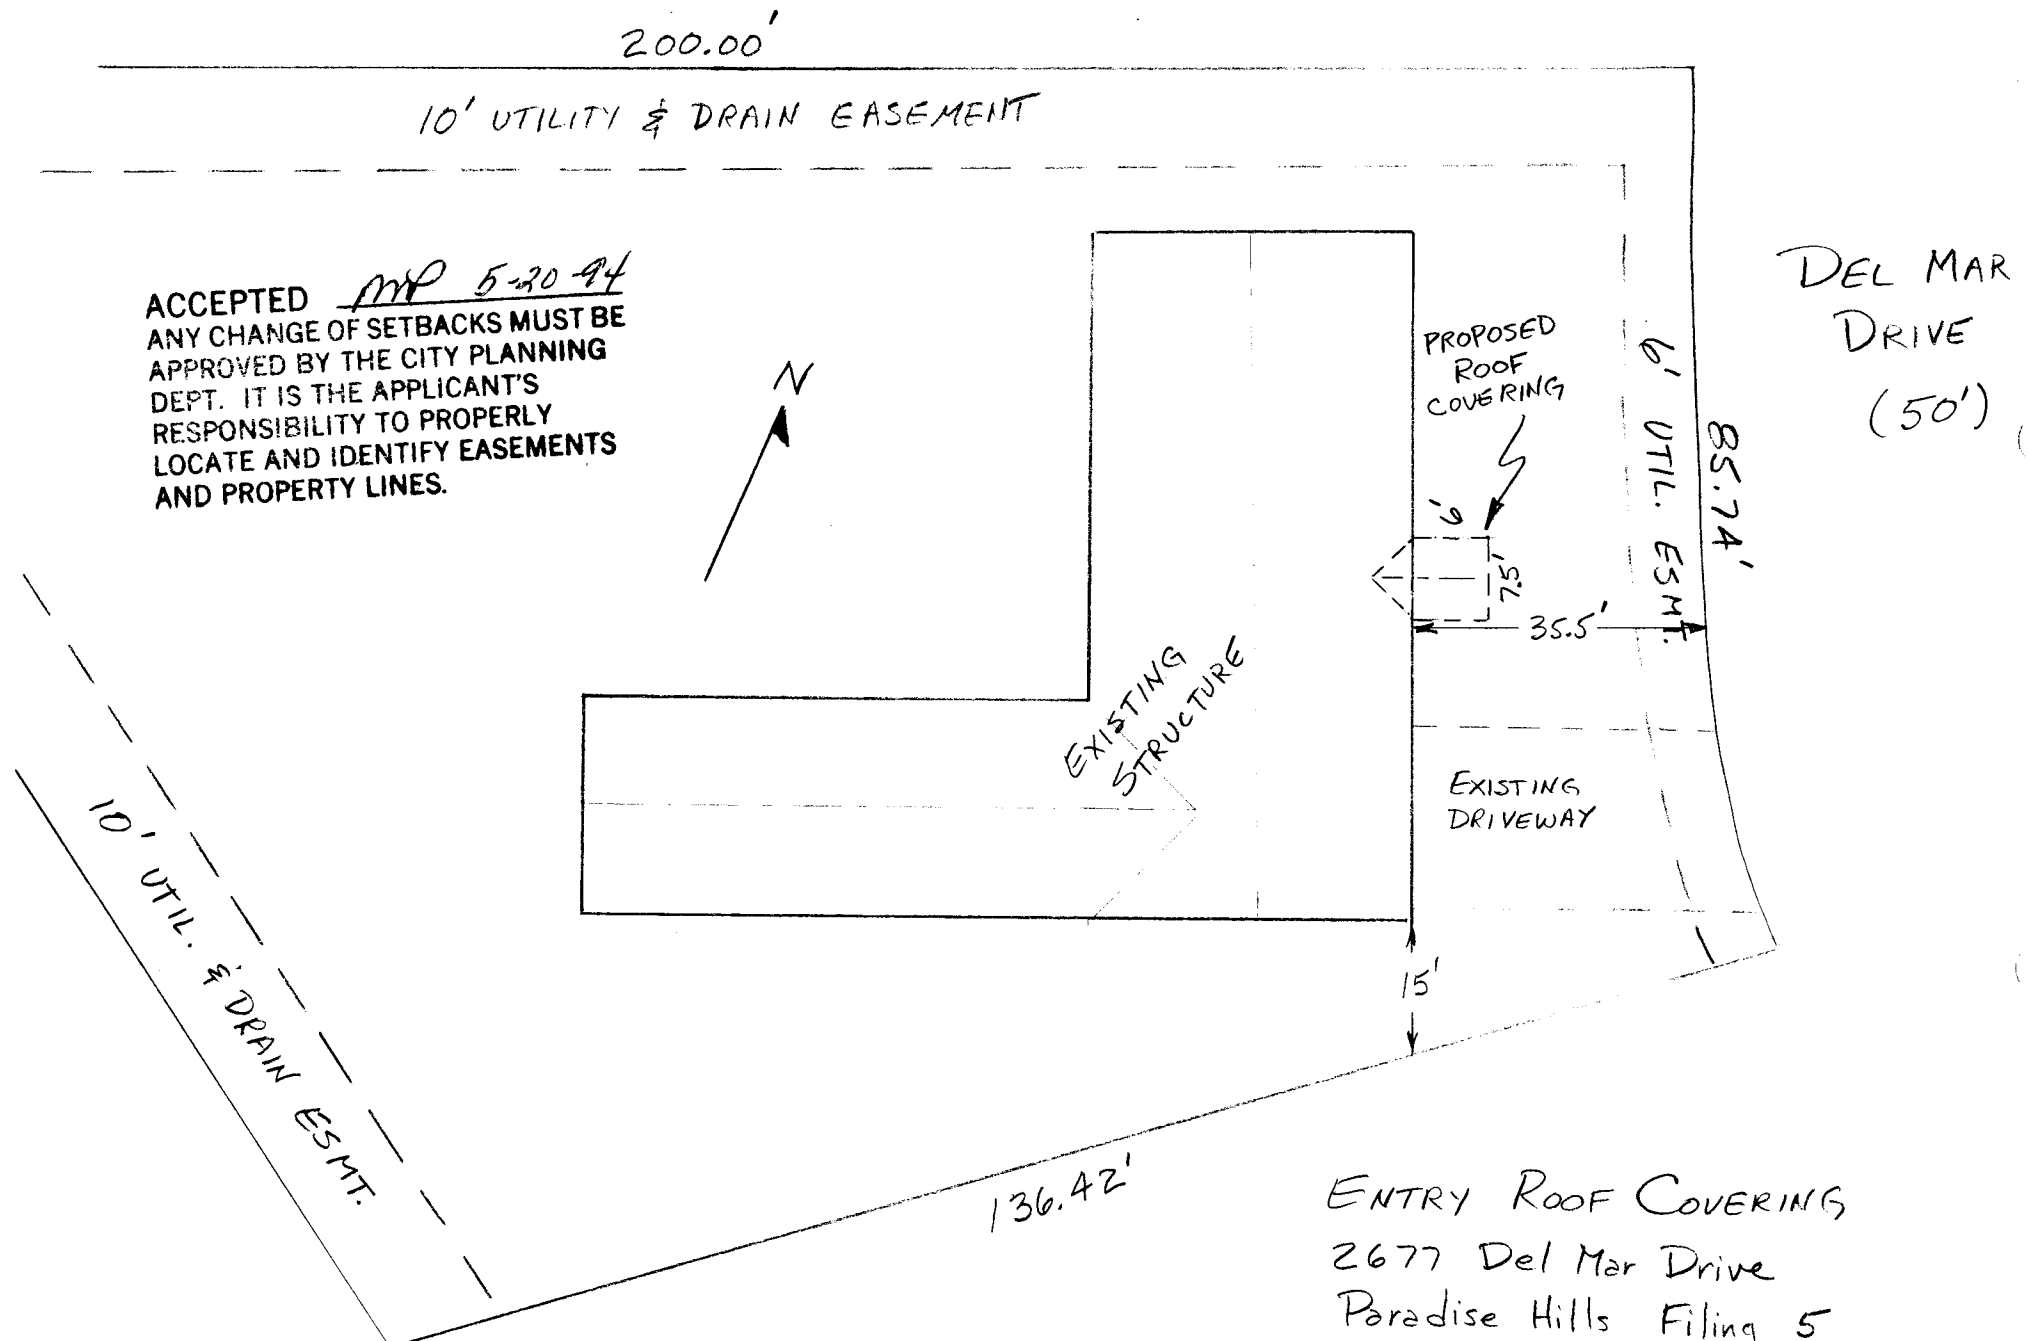 200.00'
10' UTILITY & DRAIN EASEMENT
ACCEPTED 5-20-94
ANY CHANGE OF SETBACKS MUST BE
APPROVED BY THE CITY PLANNING
DEPT. IT IS THE APPLICANT'S
RESPONSIBILITY TO PROPERLY
LOCATE AND IDENTIFY EASEMENTS
AND PROPERTY LINES.
N
DEL MAR
DRIVE
(50')
PROPOSED
ROOF
COVERING
6' UTIL. ESMT.
85.74'
7.5'
35.5'
EXISTING
STRUCTURE
EXISTING
DRIVEWAY
15'
10' UTIL. & DRAIN ESMT.
136.42'
ENTRY ROOF COVERING
2677 Del Mar Drive
Paradise Hills Filing 5